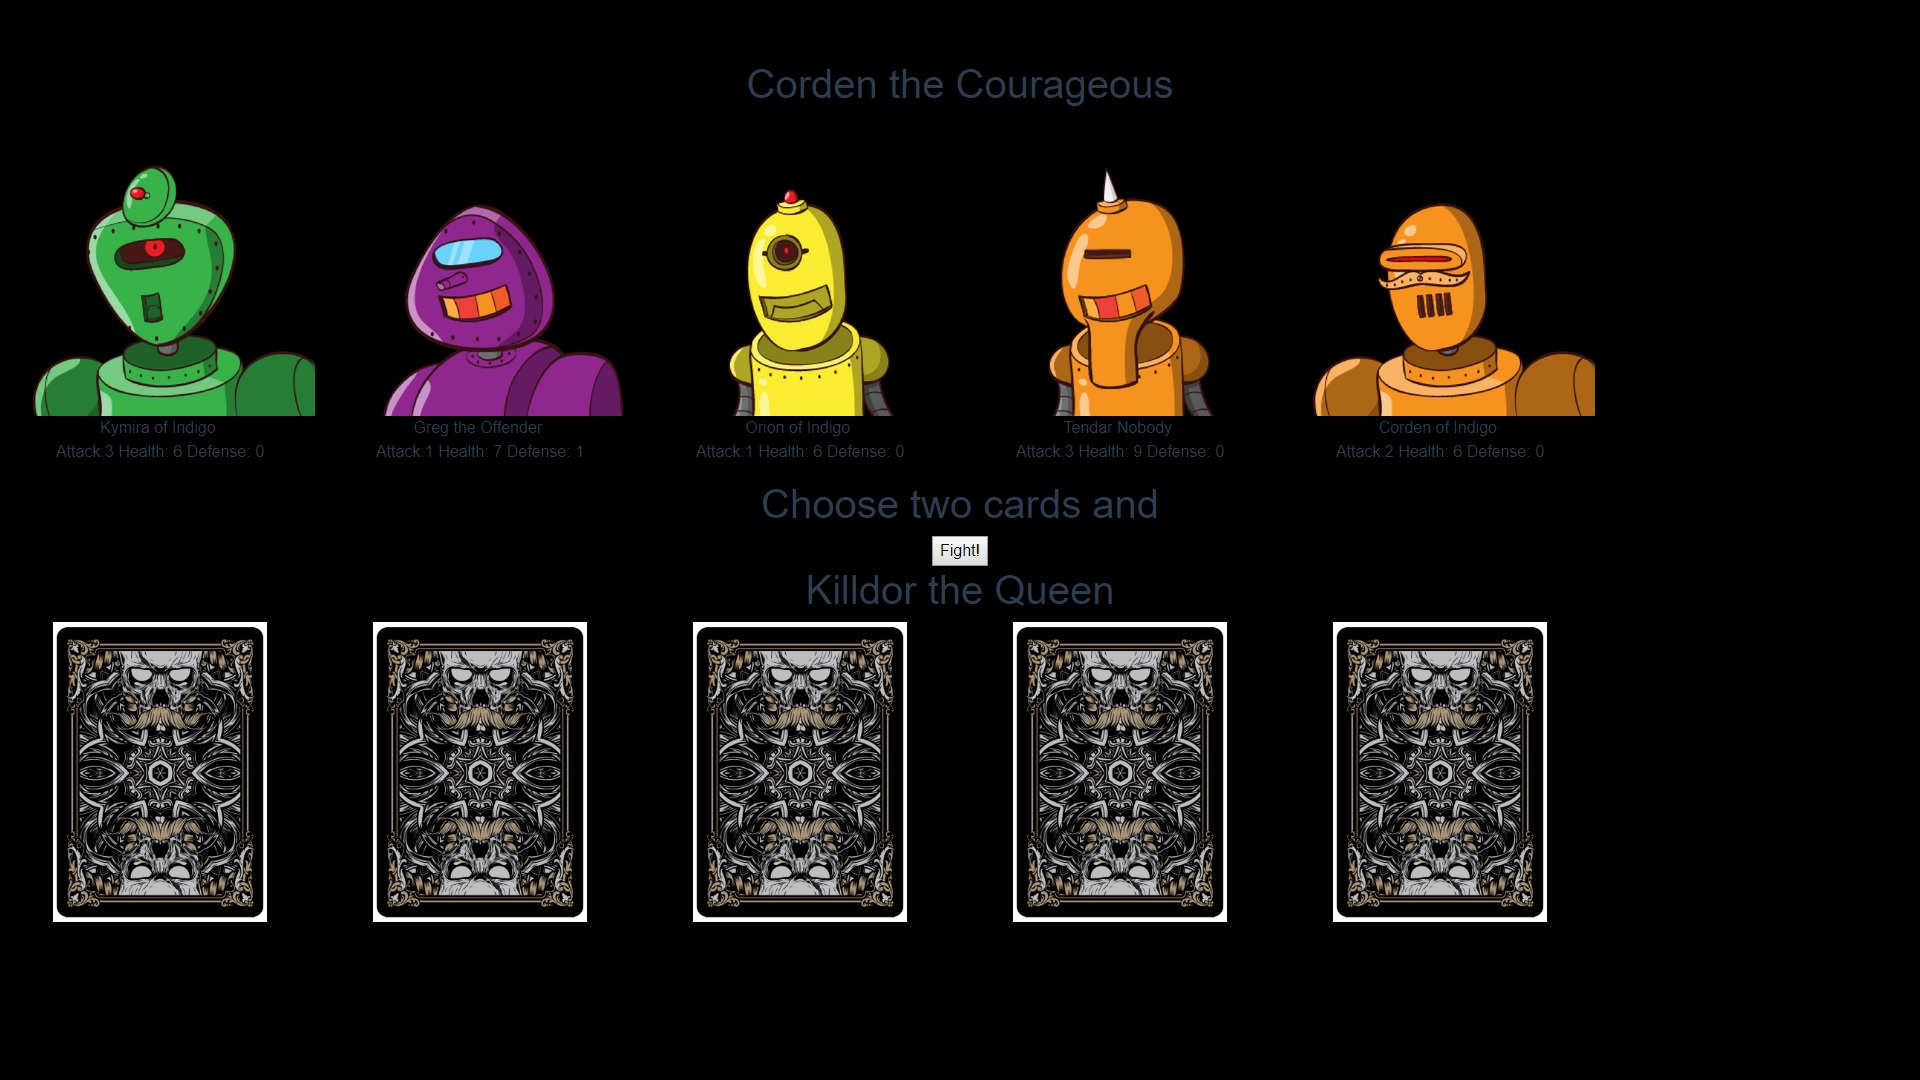 Corden the Courageous
Kymira of Indigo
Attack:3 Health: 6 Defense: 0
Greg the Offender
Attack:1 Health: 7 Defense: 1
Orion of Indigo
Attack:1 Health: 6 Defense: 0
Tendar Nobody
Attack:3 Health: 9 Defense: 0
Corden of Indigo
Attack:2 Health: 6 Defense: 0
Choose two cards and
Fight!
Killdor the Queen